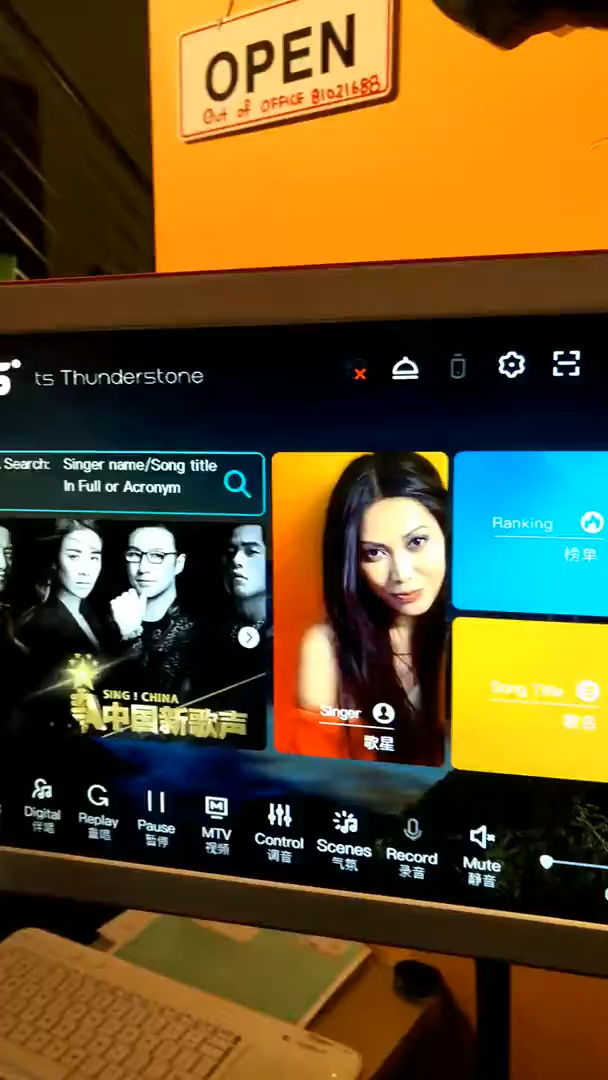 OPEN
Out of OFFICE 81021688
ts Thunderstone
Search: Singer name/Song title
In Full or Acronym
Ranking
榜单
SING! CHINA
中国新歌声
Singer
歌星
Song Title
歌名
Digital
伴唱
Replay
重唱
Pause
暂停
MTV
视频
Control
调音
Scenes
气氛
Record
录音
Mute
静音